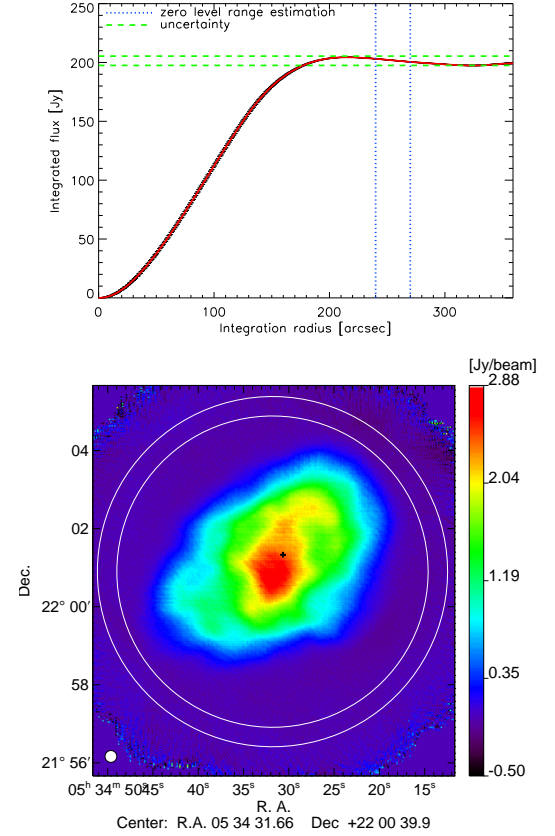 250
zero level range estimation
uncertainty
200
150
100
50
0
Integrated flux [Jy]
0 100 200 300
Integration radius [arcsec]
[Jy/beam]
2.88
2.04
1.19
0.35
-0.50
04
02
22° 00′
58
21° 56′
Dec.
05h 34m 50s 45s 40s 35s 30s 25s 20s 15s
R. A.
Center: R.A. 05 34 31.66 Dec +22 00 39.9